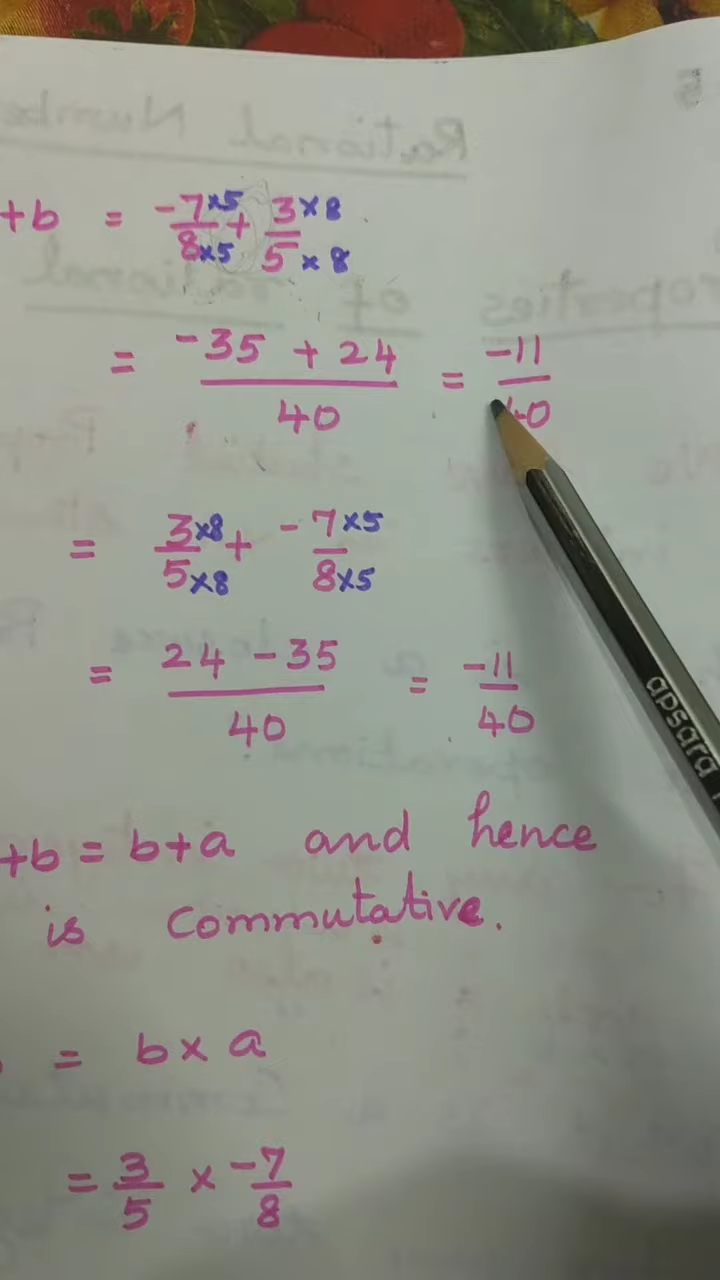 +b = -7×5/8×5 + 3×8/5×8
= -35 + 24/40 = -11/40
= 3×8/5×8 + -7×5/8×5
= 24 - 35/40 = -11/40
+b = b+a and hence
is commutative.
= b × a
= 3/5 × -7/8
apsara